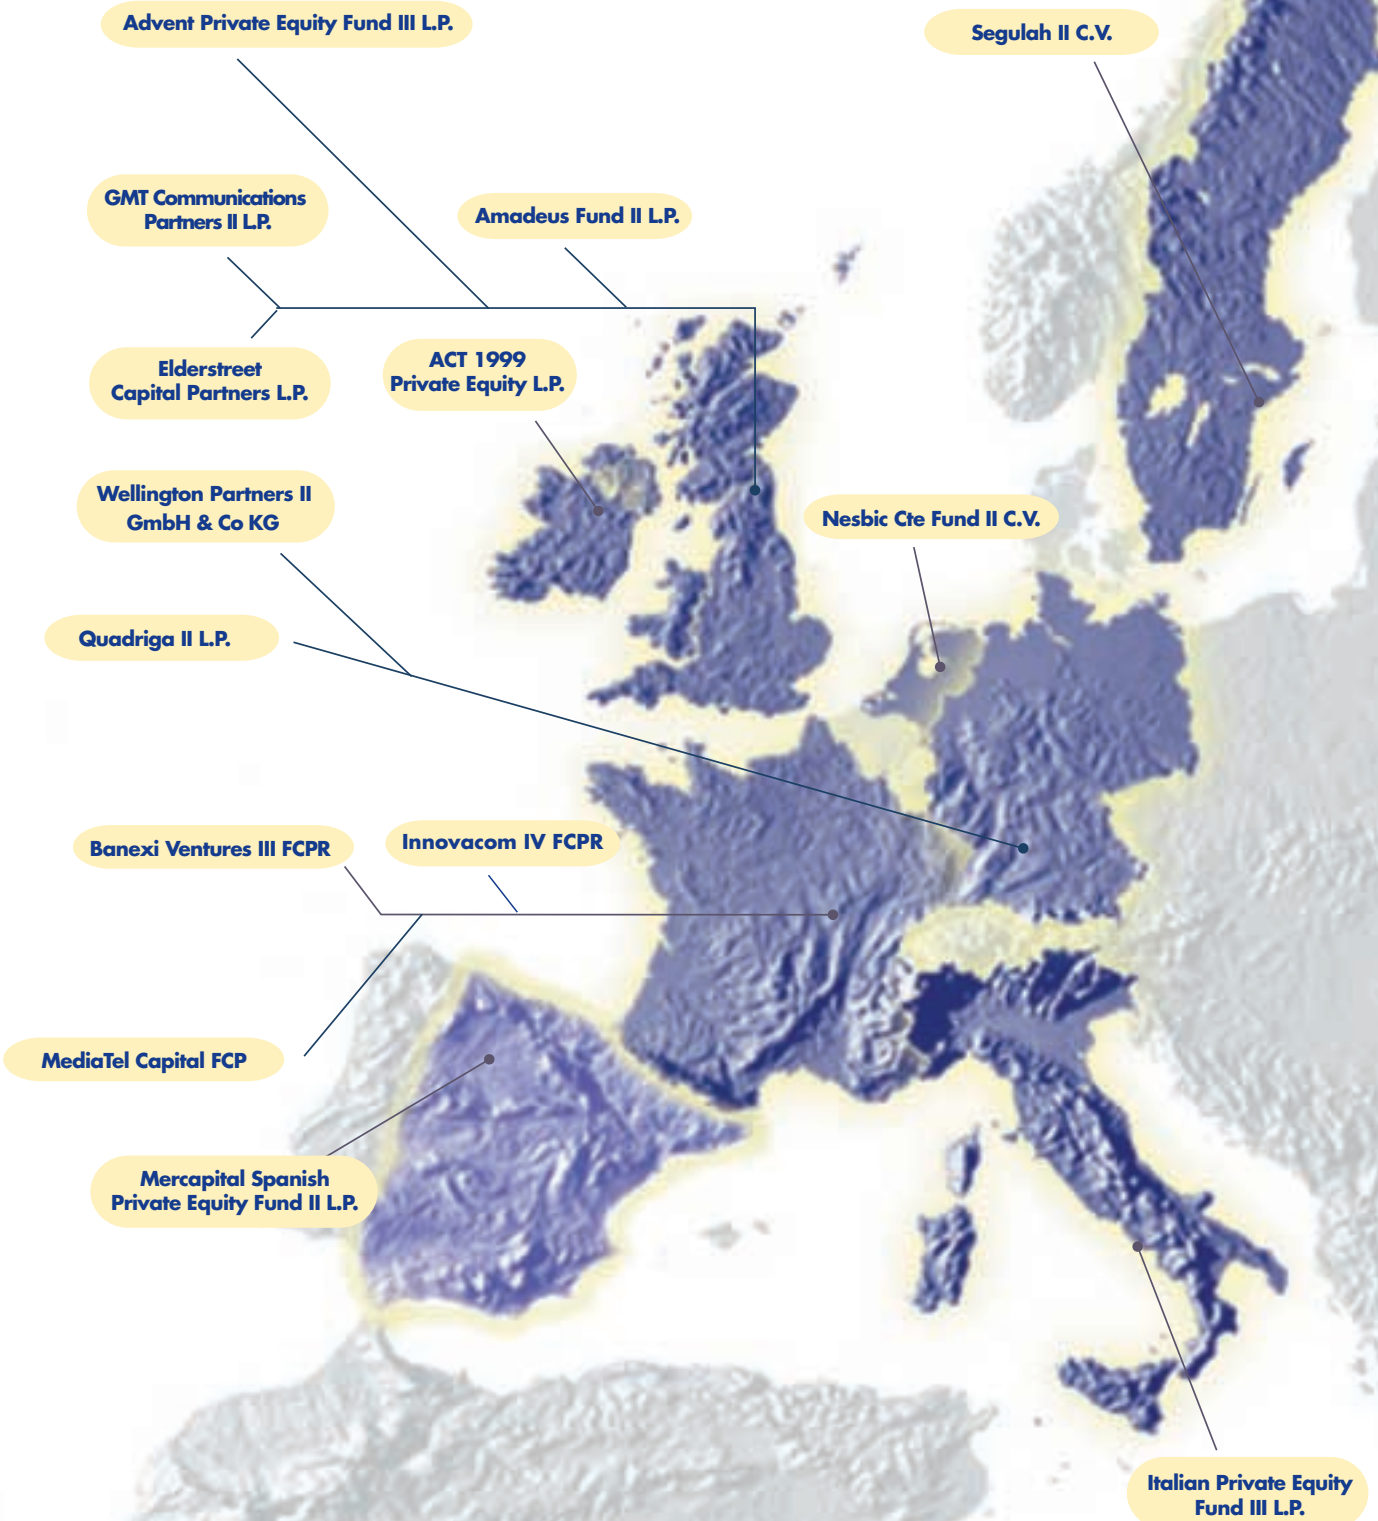 Advent Private Equity Fund III L.P.
Segulah II C.V.
GMT Communications
Partners II L.P.
Amadeus Fund II L.P.
Elderstreet
Capital Partners L.P.
ACT 1999
Private Equity L.P.
Wellington Partners II
GmbH & Co KG
Nesbic Cte Fund II C.V.
Quadriga II L.P.
Banexi Ventures III FCPR
Innovacom IV FCPR
MediaTel Capital FCP
Mercapital Spanish
Private Equity Fund II L.P.
Italian Private Equity
Fund III L.P.